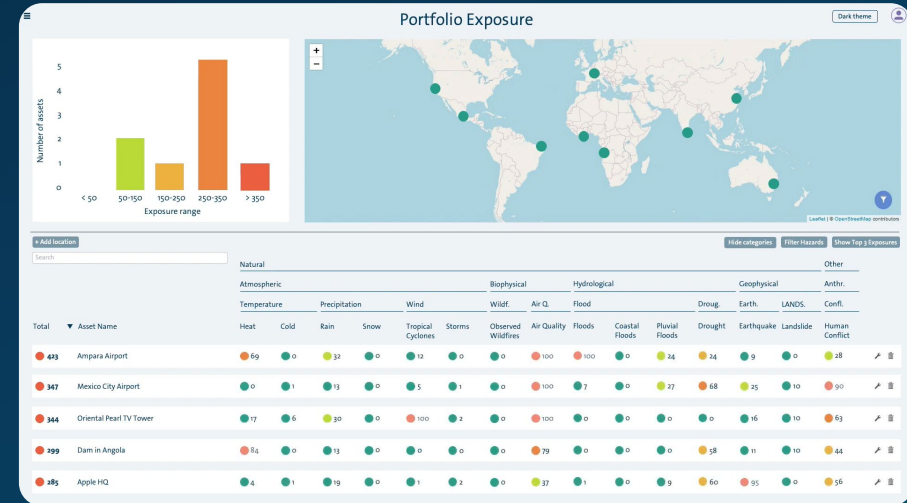 Portfolio Exposure
Dark theme
Number of assets
5
4
3
2
1
0
< 50
50-150
150-250
250-350
> 350
Exposure range
+
−
Leaflet | © OpenStreetMap contributors
+ Add location
Hide categories
Filter Hazards
Show Top 3 Exposures
Search
Natural Other
Atmospheric Biophysical Hydrological Geophysical Anthr.
Temperature Precipitation Wind Wildf. Air Q. Flood Droug. Earth. LANDS. Confl.
Total ▼ Asset Name Heat Cold Rain Snow Tropical Cyclones Storms Observed Wildfires Air Quality Floods Coastal Floods Pluvial Floods Drought Earthquake Landslide Human Conflict
423 Ampara Airport 69 0 32 0 12 0 0 100 100 0 24 24 9 0 28
347 Mexico City Airport 0 1 13 0 5 1 0 100 7 0 27 68 25 10 90
344 Oriental Pearl TV Tower 17 6 30 0 100 2 0 100 0 0 0 0 16 10 63
299 Dam in Angola 84 0 13 0 0 0 0 79 0 0 0 58 11 10 44
285 Apple HQ 4 1 19 0 1 2 0 37 1 0 9 60 95 0 56